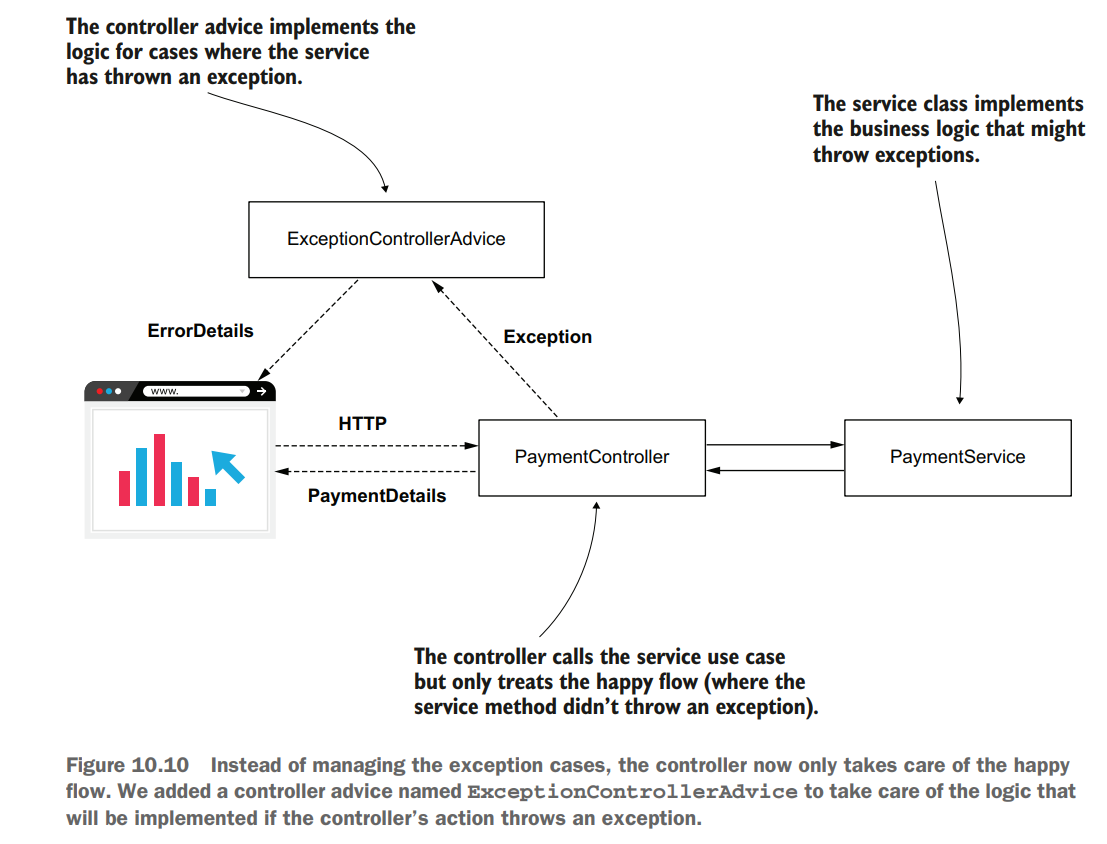 The controller advice implements the
logic for cases where the service
has thrown an exception.
The service class implements
the business logic that might
throw exceptions.
ExceptionControllerAdvice
ErrorDetails
Exception
www.
HTTP
PaymentDetails
PaymentController
PaymentService
The controller calls the service use case
but only treats the happy flow (where the
service method didn’t throw an exception).
Figure 10.10 Instead of managing the exception cases, the controller now only takes care of the happy
flow. We added a controller advice named ExceptionControllerAdvice to take care of the logic that
will be implemented if the controller’s action throws an exception.